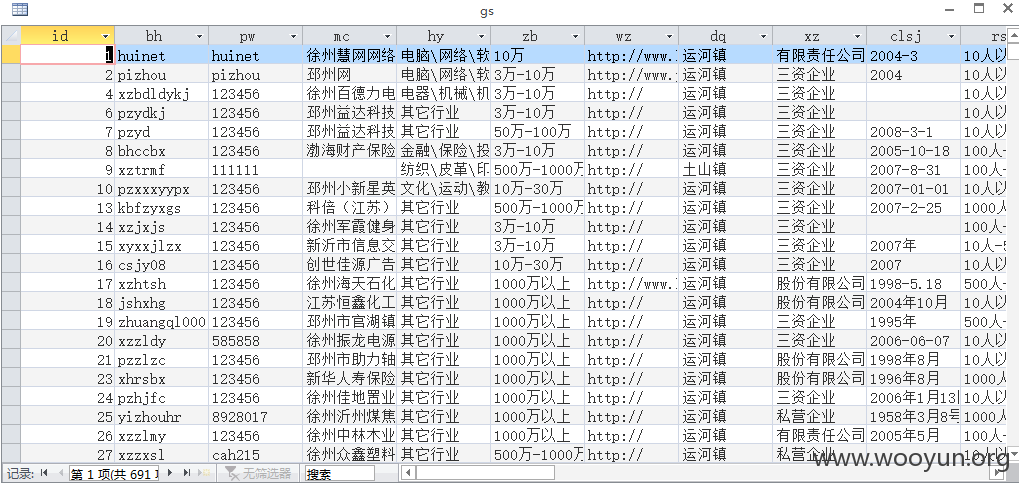 gs
id bh pw mc hy zb wz dq xz clsj rs
1 huinet huinet 徐州慧网网络 电脑\网络\软 10万 http://www. 运河镇 有限责任公司 2004-3 10人以
2 pizhou pizhou 邳州网 电脑\网络\软 3万-10万 http://www. 运河镇 三资企业 2004 10人以
4 xzbdldykj 123456 徐州百德力电 电器\机械\机 3万-10万 http:// 运河镇 三资企业 10人以
6 pzydkj 123456 邳州益达科技 其它行业 3万-10万 http:// 运河镇 三资企业 10人以
7 pzyd 123456 邳州益达科技 其它行业 50万-100万 http:// 运河镇 三资企业 2008-3-1 10人以
8 bhccbx 123456 渤海财产保险 金融\保险\投 3万-10万 http:// 运河镇 三资企业 2005-10-18 100人-
9 xztrmf 111111 纺织\皮革\印 500万-1000万 http:// 土山镇 三资企业 2007-8-31 100人-
10 pzxxxyypx 123456 邳州小新星英 文化\运动\教 10万-30万 http:// 运河镇 三资企业 2007-01-01 10人以
13 kbfzyxgs 123456 科倍（江苏） 其它行业 500万-1000万 http:// 运河镇 三资企业 2007-2-25 1000人
14 xzjxjs 123456 徐州军霞健身 其它行业 3万-10万 http:// 运河镇 三资企业 100人-
15 xyxxjlzx 123456 新沂市信息交 其它行业 3万-10万 http:// 运河镇 三资企业 2007年 10人-5
16 csjy08 123456 创世佳源广告 其它行业 10万-30万 http:// 运河镇 三资企业 2007 10人以
17 xzhtsh 123456 徐州海天石化 其它行业 1000万以上 http://www. 运河镇 股份有限公司 1998-5.18 500人-
18 jshxhg 123456 江苏恒鑫化工 其它行业 1000万以上 http:// 运河镇 股份有限公司 2004年10月 10人以
19 zhuangql000 123456 邳州市官湖镇 其它行业 1000万以上 http:// 运河镇 三资企业 1995年 500人-
20 xzzldy 585858 徐州振龙电源 其它行业 1000万以上 http:// 运河镇 三资企业 2006-06-07 10人以
21 pzzlzc 123456 邳州市助力轴 其它行业 1000万以上 http:// 运河镇 股份有限公司 1998年8月 10人以
23 xhrsbx 123456 新华人寿保险 其它行业 1000万以上 http:// 运河镇 股份有限公司 1996年8月 1000人
24 pzhjfc 123456 徐州佳地置业 其它行业 1000万以上 http:// 运河镇 三资企业 2006年1月13 10人以
25 yizhouhr 8928017 徐州沂州煤焦 其它行业 1000万以上 http:// 运河镇 私营企业 1958年3月8号 1000人
26 xzzlmy 123456 徐州中林木业 其它行业 1000万以上 http:// 运河镇 有限责任公司 2005年5月 100人-
27 xzzxsl cah215 徐州众鑫塑料 其它行业 500万-1000万 http:// 运河镇 私营企业
www.wooyun.org
记录: 第 1 项(共 691 无筛选器 搜索